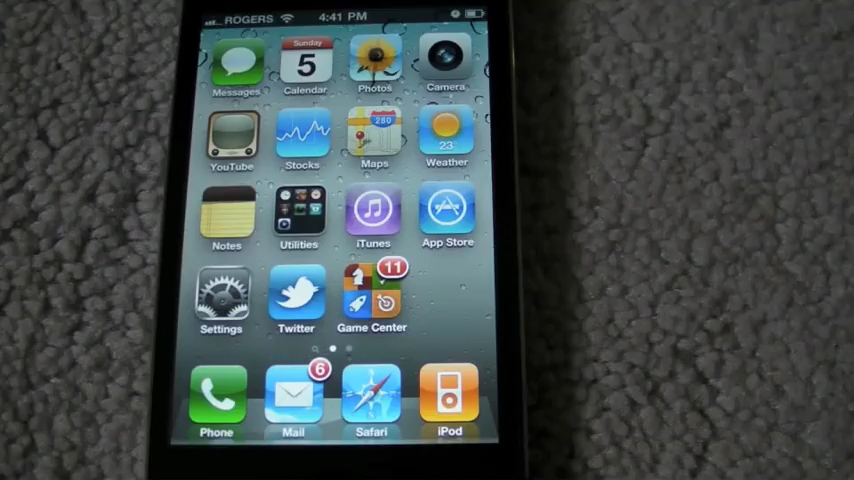 ROGERS 4:41 PM
Sunday
5
Messages Calendar Photos Camera
280
23
YouTube Stocks Maps Weather
Notes Utilities iTunes App Store
11
Settings Twitter Game Center
6
Phone Mail Safari iPod